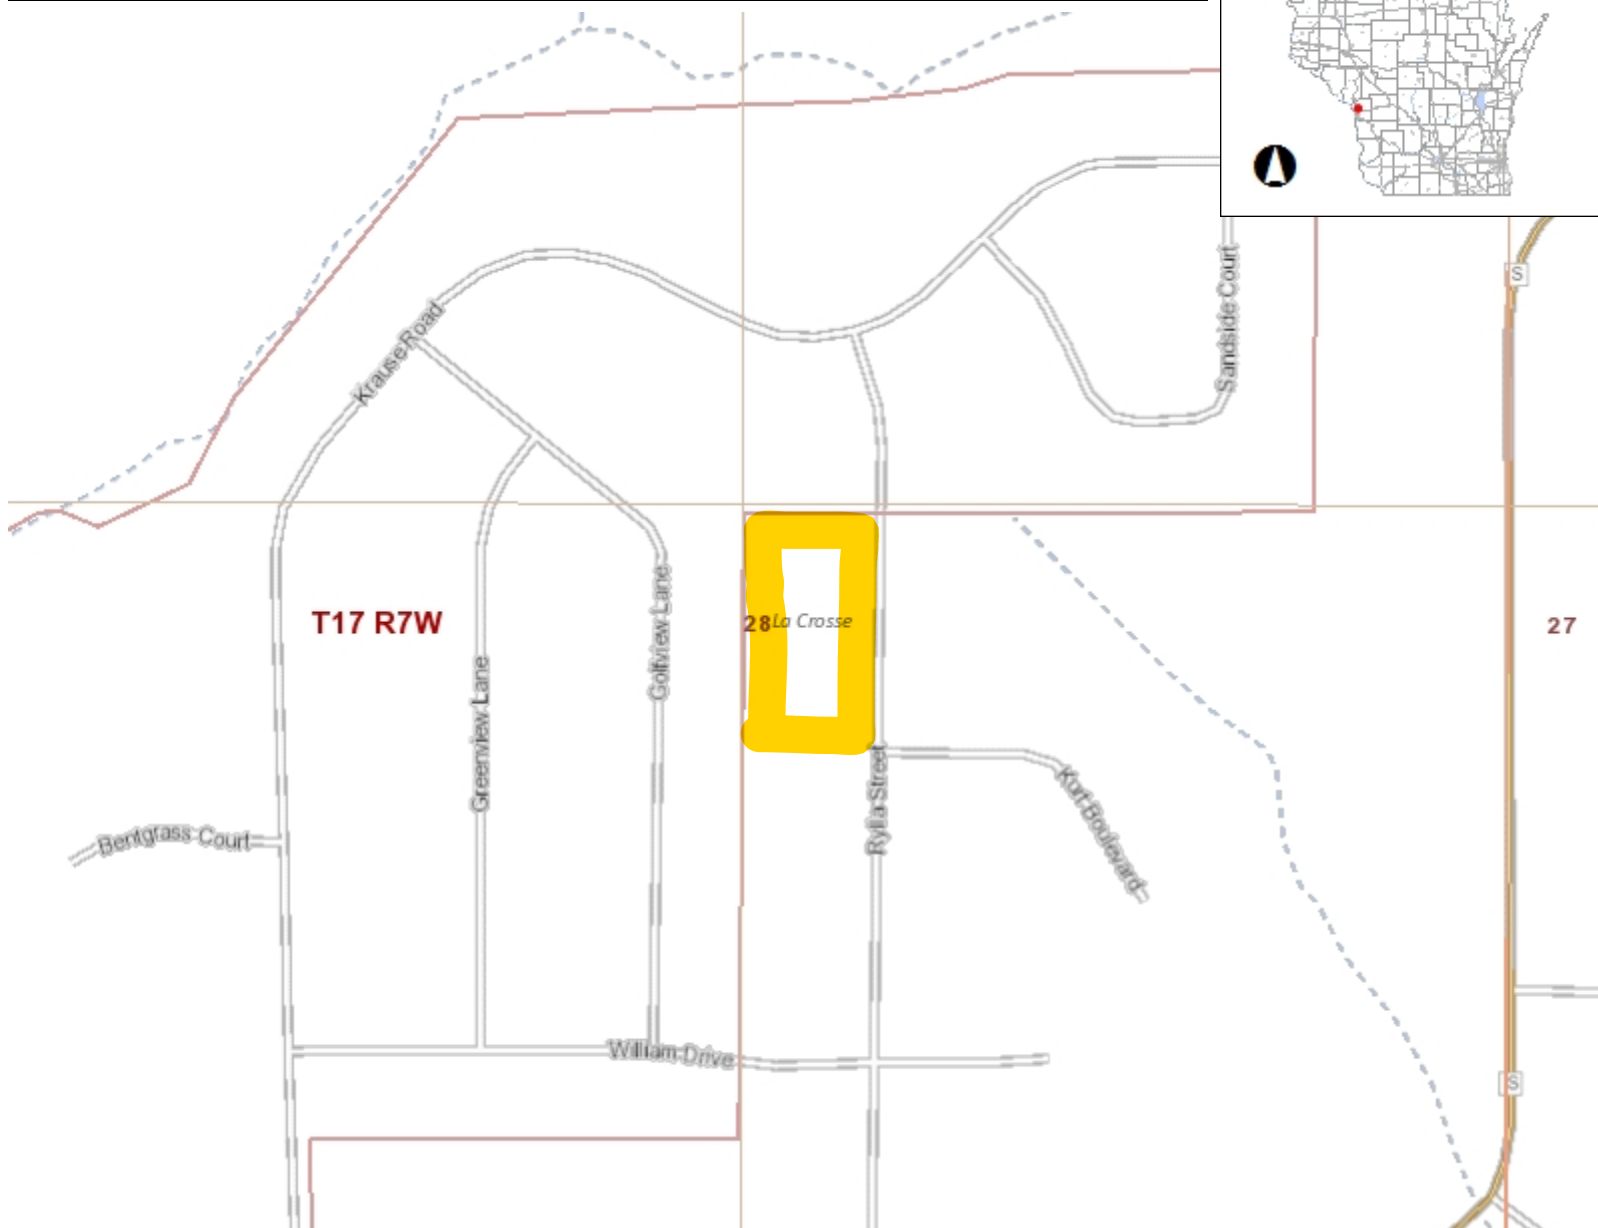 S
Sandside Court
Krause Road
T17 R7W
28
La Crosse
27
Golfview Lane
Greenview Lane
Rylla Street
Kort Boulevard
Bentgrass Court
William Drive
S